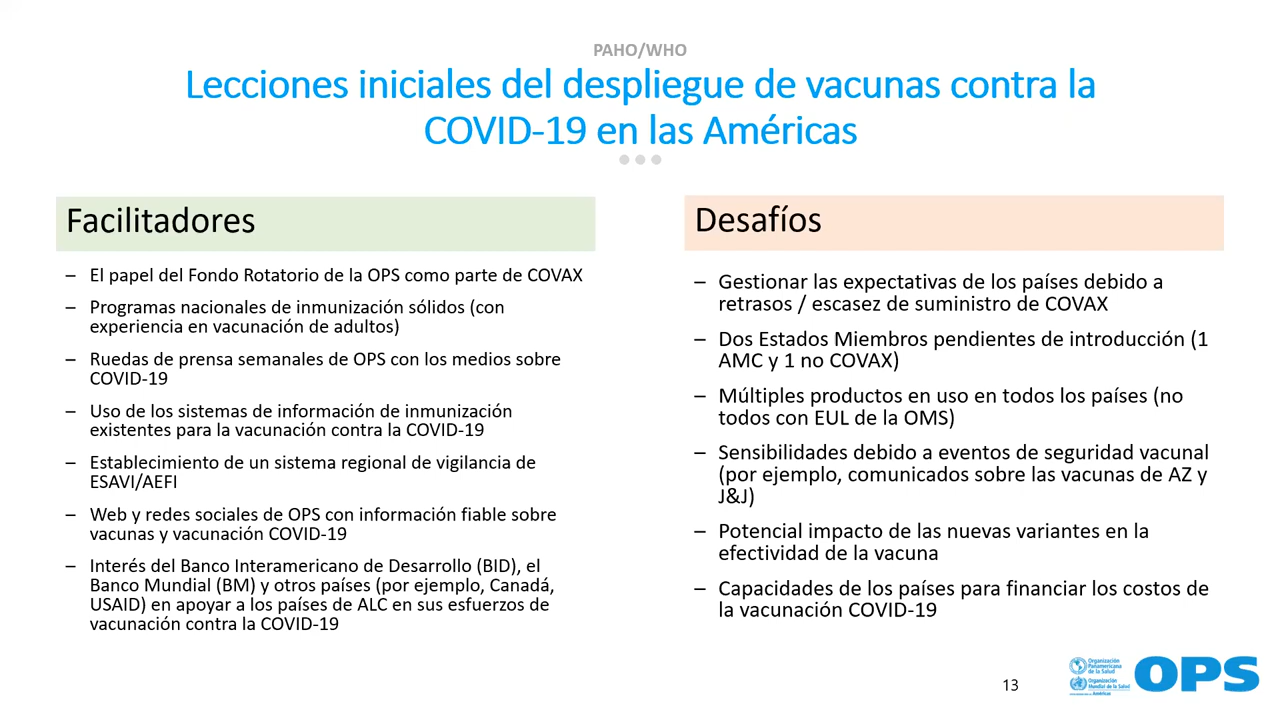 PAHO/WHO
Lecciones iniciales del despliegue de vacunas contra la
COVID-19 en las Américas
Facilitadores
– El papel del Fondo Rotatorio de la OPS como parte de COVAX
– Programas nacionales de inmunización sólidos (con
experiencia en vacunación de adultos)
– Ruedas de prensa semanales de OPS con los medios sobre
COVID-19
– Uso de los sistemas de información de inmunización
existentes para la vacunación contra la COVID-19
– Establecimiento de un sistema regional de vigilancia de
ESAVI/AEFI
– Web y redes sociales de OPS con información fiable sobre
vacunas y vacunación COVID-19
– Interés del Banco Interamericano de Desarrollo (BID), el
Banco Mundial (BM) y otros países (por ejemplo, Canadá,
USAID) en apoyar a los países de ALC en sus esfuerzos de
vacunación contra la COVID-19
Desafíos
– Gestionar las expectativas de los países debido a
retrasos / escasez de suministro de COVAX
– Dos Estados Miembros pendientes de introducción (1
AMC y 1 no COVAX)
– Múltiples productos en uso en todos los países (no
todos con EUL de la OMS)
– Sensibilidades debido a eventos de seguridad vacunal
(por ejemplo, comunicados sobre las vacunas de AZ y
J&J)
– Potencial impacto de las nuevas variantes en la
efectividad de la vacuna
– Capacidades de los países para financiar los costos de
la vacunación COVID-19
13
Organización
Panamericana
de la Salud
Organización
Mundial de la Salud
OPS